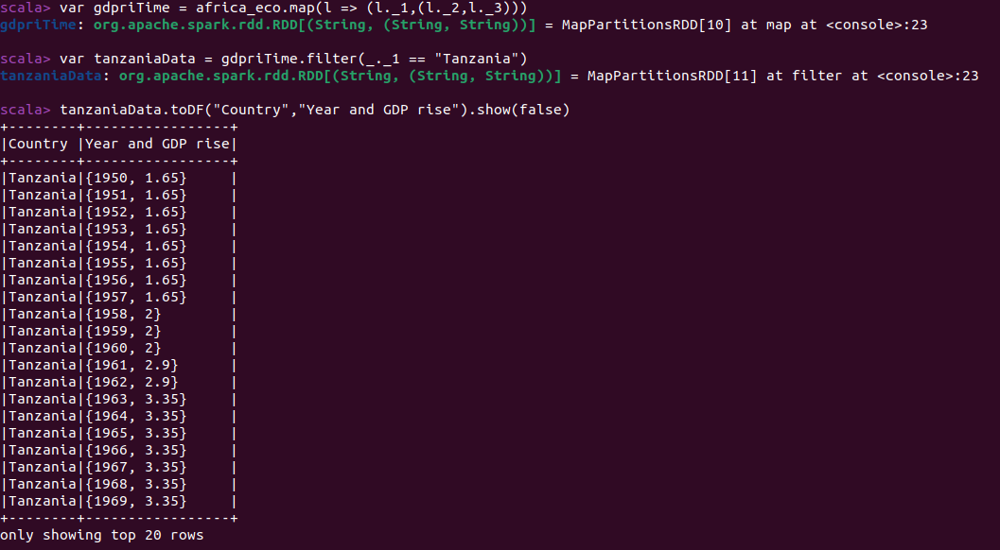 scala> var gdpriTime = africa_eco.map(l => (l._1,(l._2,l._3)))
gdpriTime: org.apache.spark.rdd.RDD[(String, (String, String))] = MapPartitionsRDD[10] at map at <console>:23
scala> var tanzaniaData = gdpriTime.filter(_._1 == "Tanzania")
tanzaniaData: org.apache.spark.rdd.RDD[(String, (String, String))] = MapPartitionsRDD[11] at filter at <console>:23
scala> tanzaniaData.toDF("Country","Year and GDP rise").show(false)
+--------+-----------------+
|Country |Year and GDP rise|
+--------+-----------------+
|Tanzania|{1950, 1.65}     |
|Tanzania|{1951, 1.65}     |
|Tanzania|{1952, 1.65}     |
|Tanzania|{1953, 1.65}     |
|Tanzania|{1954, 1.65}     |
|Tanzania|{1955, 1.65}     |
|Tanzania|{1956, 1.65}     |
|Tanzania|{1957, 1.65}     |
|Tanzania|{1958, 2}        |
|Tanzania|{1959, 2}        |
|Tanzania|{1960, 2}        |
|Tanzania|{1961, 2.9}      |
|Tanzania|{1962, 2.9}      |
|Tanzania|{1963, 3.35}     |
|Tanzania|{1964, 3.35}     |
|Tanzania|{1965, 3.35}     |
|Tanzania|{1966, 3.35}     |
|Tanzania|{1967, 3.35}     |
|Tanzania|{1968, 3.35}     |
|Tanzania|{1969, 3.35}     |
+--------+-----------------+
only showing top 20 rows